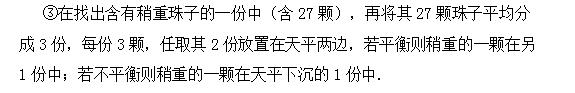 ③在找出含有稍重珠子的一份中（含27颗），再将其27颗珠子平均分
成3份，每份3颗，任取其2份放置在天平两边，若平衡则稍重的一颗在另
1份中；若不平衡则稍重的一颗在天平下沉的1份中．